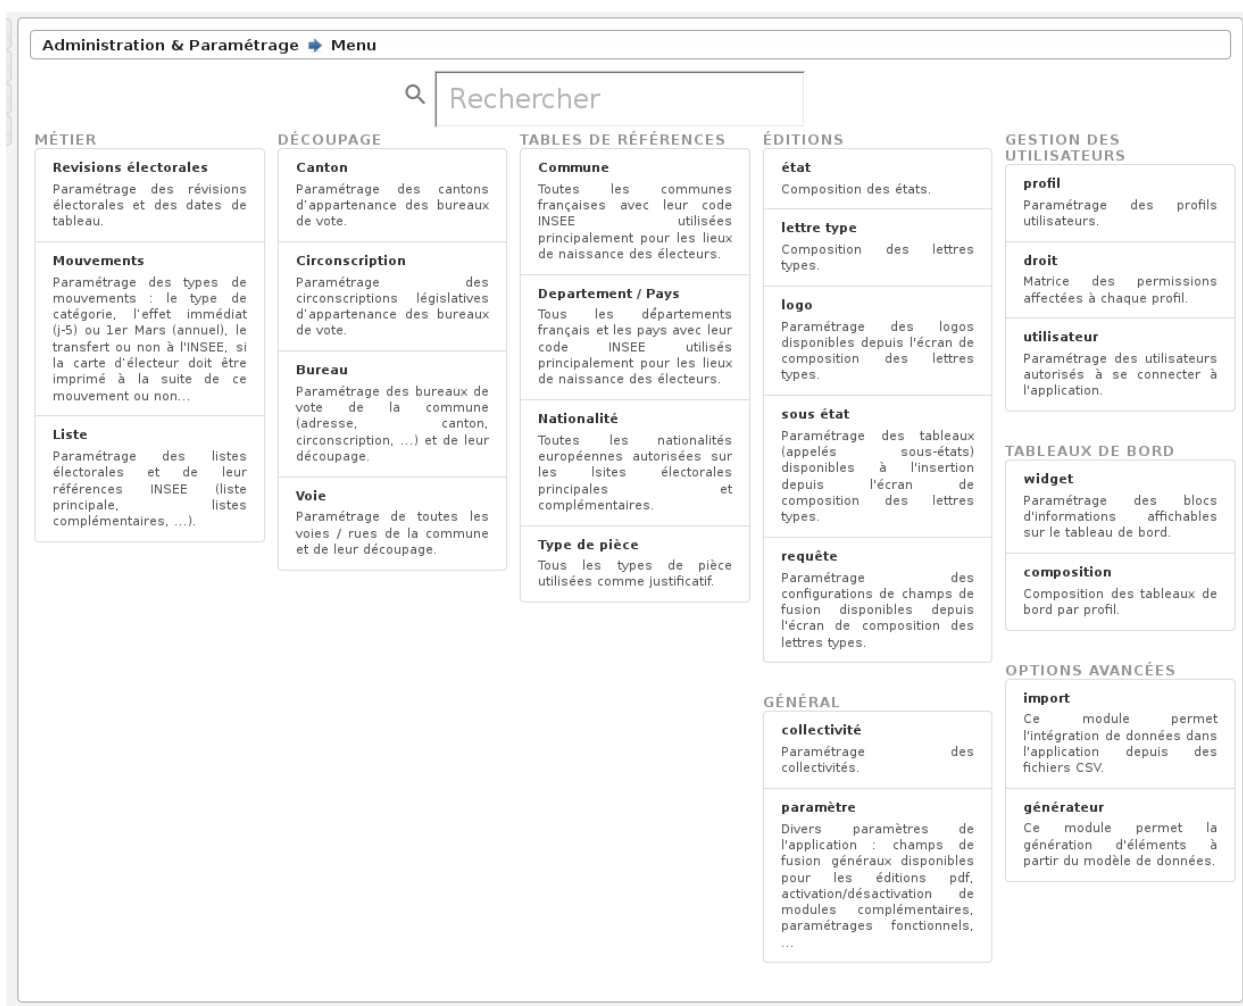 Administration & Paramétrage Menu
Rechercher
MÉTIER
Revisions électorales
Paramétrage des révisions
électorales et des dates de
tableau.
Mouvements
Paramétrage des types de
mouvements : le type de
catégorie, l'effet immédiat
(j-5) ou 1er Mars (annuel), le
transfert ou non à l'INSEE, si
la carte d'électeur doit être
imprimé à la suite de ce
mouvement ou non...
Liste
Paramétrage des listes
électorales et de leur
références INSEE (liste
principale, listes
complémentaires, ...).
DÉCOUPAGE
Canton
Paramétrage des cantons
d'appartenance des bureaux
de vote.
Circonscription
Paramétrage des
circonscriptions législatives
d'appartenance des bureaux
de vote.
Bureau
Paramétrage des bureaux de
vote de la commune
(adresse, canton,
circonscription, ...) et de leur
découpage.
Voie
Paramétrage de toutes les
voies / rues de la commune
et de leur découpage.
TABLES DE RÉFÉRENCES
Commune
Toutes les communes
françaises avec leur code
INSEE utilisées
principalement pour les lieux
de naissance des électeurs.
Departement / Pays
Tous les départements
français et les pays avec leur
code INSEE utilisés
principalement pour les lieux
de naissance des électeurs.
Nationalité
Toutes les nationalités
européennes autorisées sur
les lsites électorales
principales et
complémentaires.
Type de pièce
Tous les types de pièce
utilisées comme justificatif.
ÉDITIONS
état
Composition des états.
lettre type
Composition des lettres
types.
logo
Paramétrage des logos
disponibles depuis l'écran de
composition des lettres
types.
sous état
Paramétrage des tableaux
(appelés sous-états)
disponibles à l'insertion
depuis l'écran de
composition des lettres
types.
requête
Paramétrage des
configurations de champs de
fusion disponibles depuis
l'écran de composition des
lettres types.
GÉNÉRAL
collectivité
Paramétrage des
collectivités.
paramètre
Divers paramètres de
l'application : champs de
fusion généraux disponibles
pour les éditions pdf,
activation/désactivation de
modules complémentaires,
paramétrages fonctionnels,
...
GESTION DES
UTILISATEURS
profil
Paramétrage des profils
utilisateurs.
droit
Matrice des permissions
affectées à chaque profil.
utilisateur
Paramétrage des utilisateurs
autorisés à se connecter à
l'application.
TABLEAUX DE BORD
widget
Paramétrage des blocs
d'informations affichables
sur le tableau de bord.
composition
Composition des tableaux de
bord par profil.
OPTIONS AVANCÉES
import
Ce module permet
l'intégration de données dans
l'application depuis des
fichiers CSV.
générateur
Ce module permet la
génération d'éléments à
partir du modèle de données.